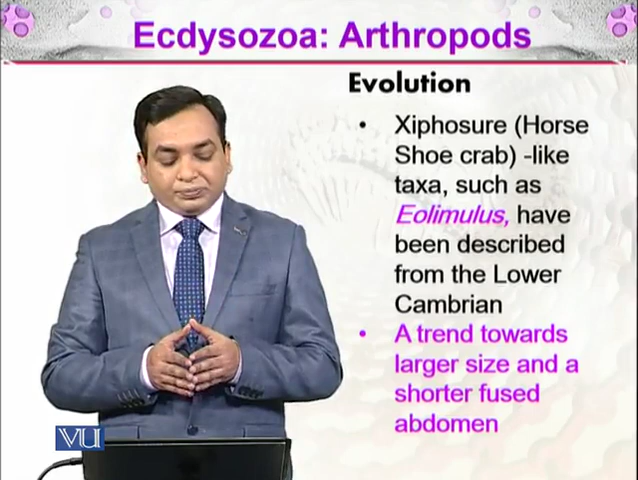 Ecdysozoa: Arthropods
Evolution
• Xiphosure (Horse
Shoe crab) -like
taxa, such as
Eolimulus, have
been described
from the Lower
Cambrian
• A trend towards
larger size and a
shorter fused
abdomen
VU